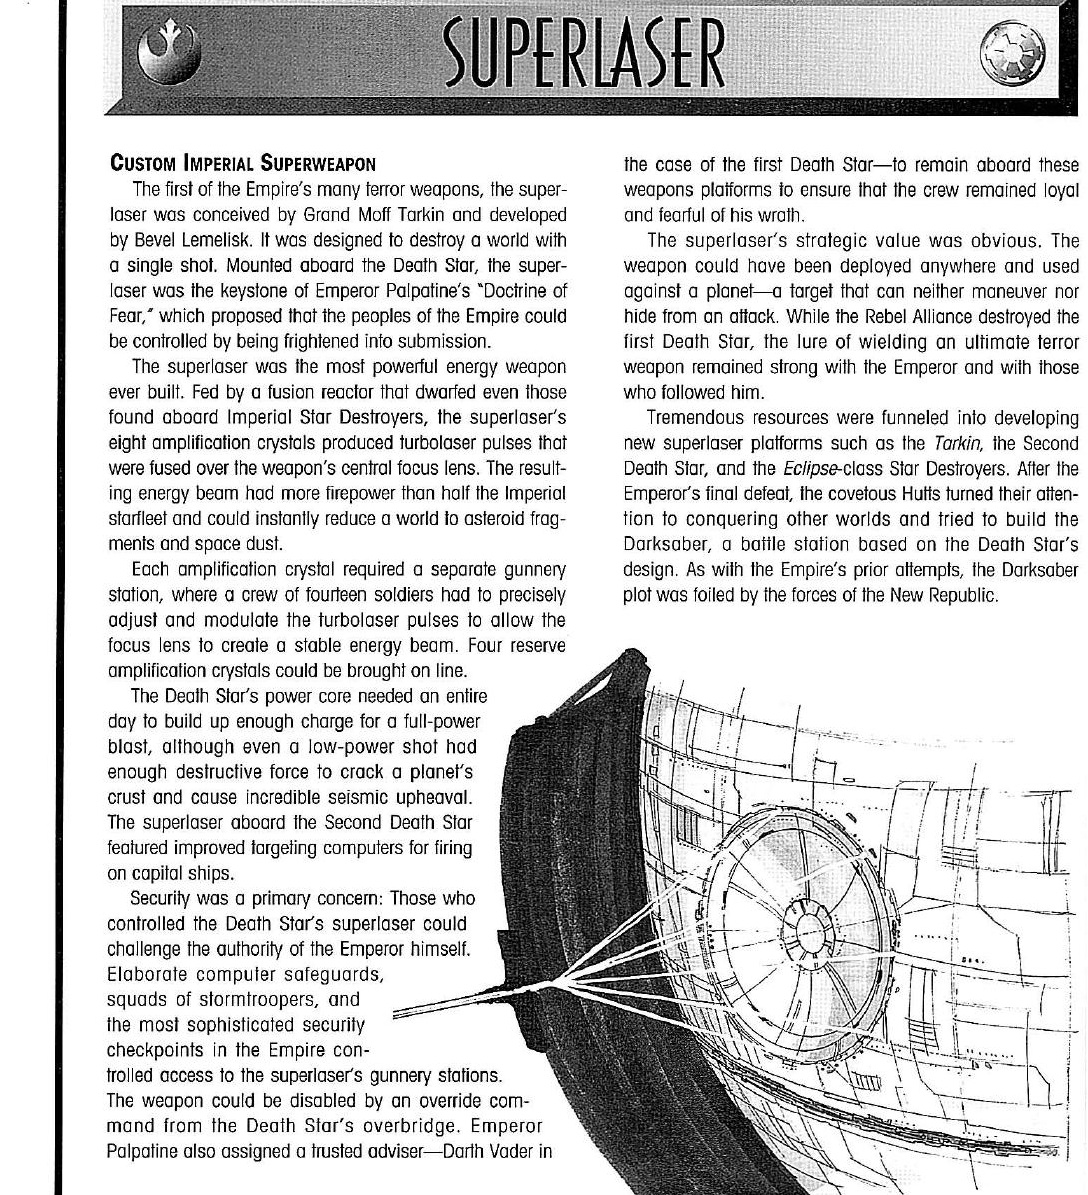 SUPERLASER
CUSTOM IMPERIAL SUPERWEAPON
The first of the Empire's many terror weapons, the super-
laser was conceived by Grand Moff Tarkin and developed
by Bevel Lemelisk. It was designed to destroy a world with
a single shot. Mounted aboard the Death Star, the super-
laser was the keystone of Emperor Palpatine's "Doctrine of
Fear," which proposed that the peoples of the Empire could
be controlled by being frightened into submission.
The superlaser was the most powerful energy weapon
ever built. Fed by a fusion reactor that dwarfed even those
found aboard Imperial Star Destroyers, the superlaser's
eight amplification crystals produced turbolaser pulses that
were fused over the weapon's central focus lens. The result-
ing energy beam had more firepower than half the Imperial
starfleet and could instantly reduce a world to asteroid frag-
ments and space dust.
Each amplification crystal required a separate gunnery
station, where a crew of fourteen soldiers had to precisely
adjust and modulate the turbolaser pulses to allow the
focus lens to create a stable energy beam. Four reserve
amplification crystals could be brought on line.
The Death Star's power core needed an entire
day to build up enough charge for a full-power
blast, although even a low-power shot had
enough destructive force to crack a planet's
crust and cause incredible seismic upheaval.
The superlaser aboard the Second Death Star
featured improved targeting computers for firing
on capital ships.
Security was a primary concern: Those who
controlled the Death Star's superlaser could
challenge the authority of the Emperor himself.
Elaborate computer safeguards,
squads of stormtroopers, and
the most sophisticated security
checkpoints in the Empire con-
trolled access to the superlaser's gunnery stations.
The weapon could be disabled by an override com-
mand from the Death Star's overbridge. Emperor
Palpatine also assigned a trusted adviser—Darth Vader in
the case of the first Death Star—to remain aboard these
weapons platforms to ensure that the crew remained loyal
and fearful of his wrath.
The superlaser's strategic value was obvious. The
weapon could have been deployed anywhere and used
against a planet—a target that can neither maneuver nor
hide from an attack. While the Rebel Alliance destroyed the
first Death Star, the lure of wielding an ultimate terror
weapon remained strong with the Emperor and with those
who followed him.
Tremendous resources were funneled into developing
new superlaser platforms such as the Tarkin, the Second
Death Star, and the Eclipse-class Star Destroyers. After the
Emperor's final defeat, the covetous Hutts turned their atten-
tion to conquering other worlds and tried to build the
Darksaber, a battle station based on the Death Star's
design. As with the Empire's prior attempts, the Darksaber
plot was foiled by the forces of the New Republic.